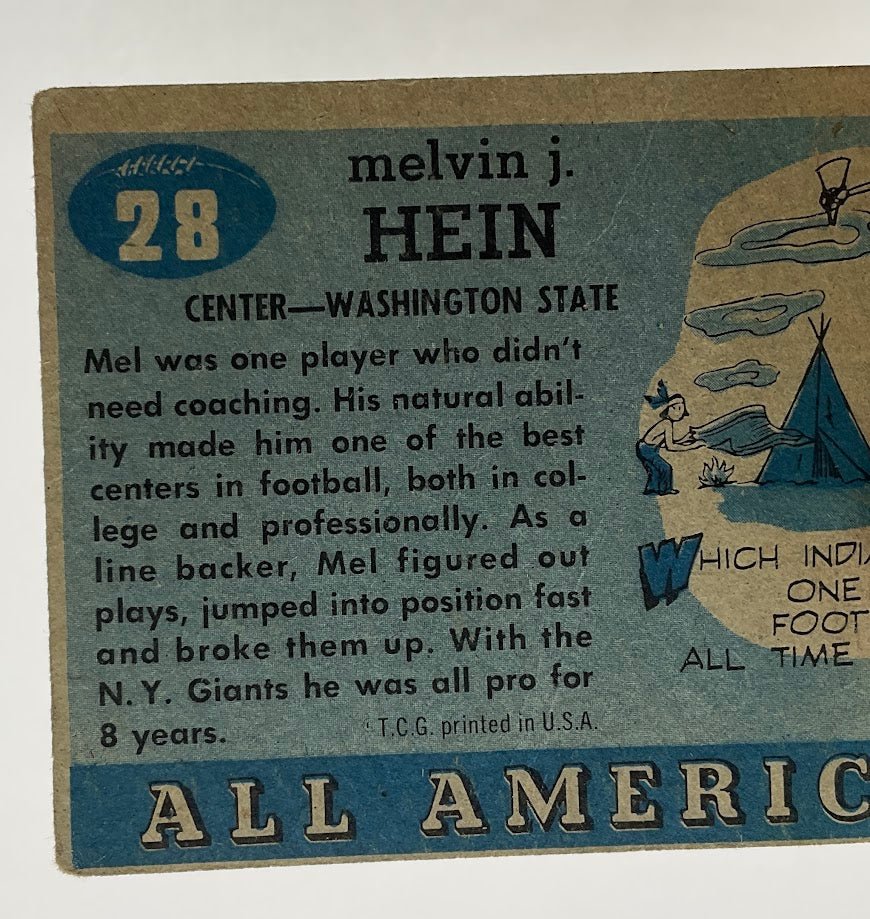 28
melvin j.
HEIN
CENTER—WASHINGTON STATE
Mel was one player who didn't
need coaching. His natural abil-
ity made him one of the best
centers in football, both in col-
lege and professionally. As a
line backer, Mel figured out
plays, jumped into position fast
and broke them up. With the
N.Y. Giants he was all pro for
8 years.
T.C.G. printed in U.S.A.
WHICH INDIA
ONE
FOOT
ALL TIME
ALL AMERIC